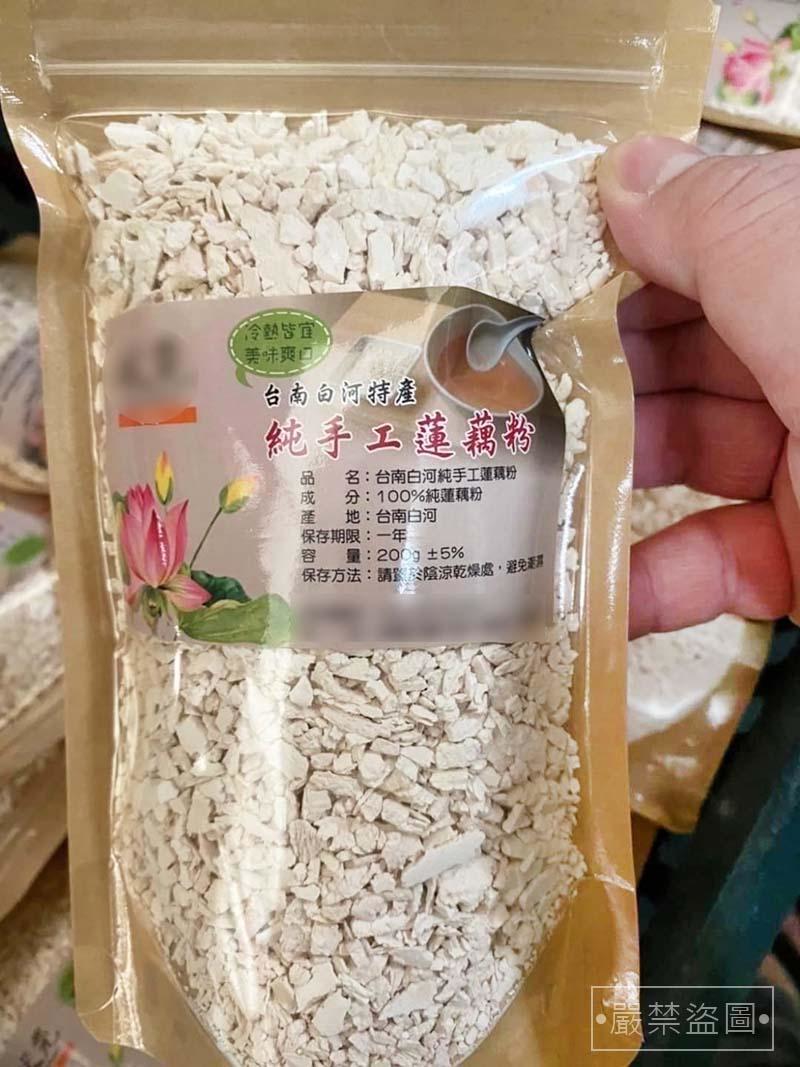 冷熱皆宜
美味爽口
台南白河特產
純手工蓮藕粉
品名：台南白河純手工蓮藕粉
成分：100%純蓮藕粉
產地：台南白河
保存期限：一年
容量：200g ±5%
保存方法：請置於陰涼乾燥處，避免潮濕
嚴禁盜圖